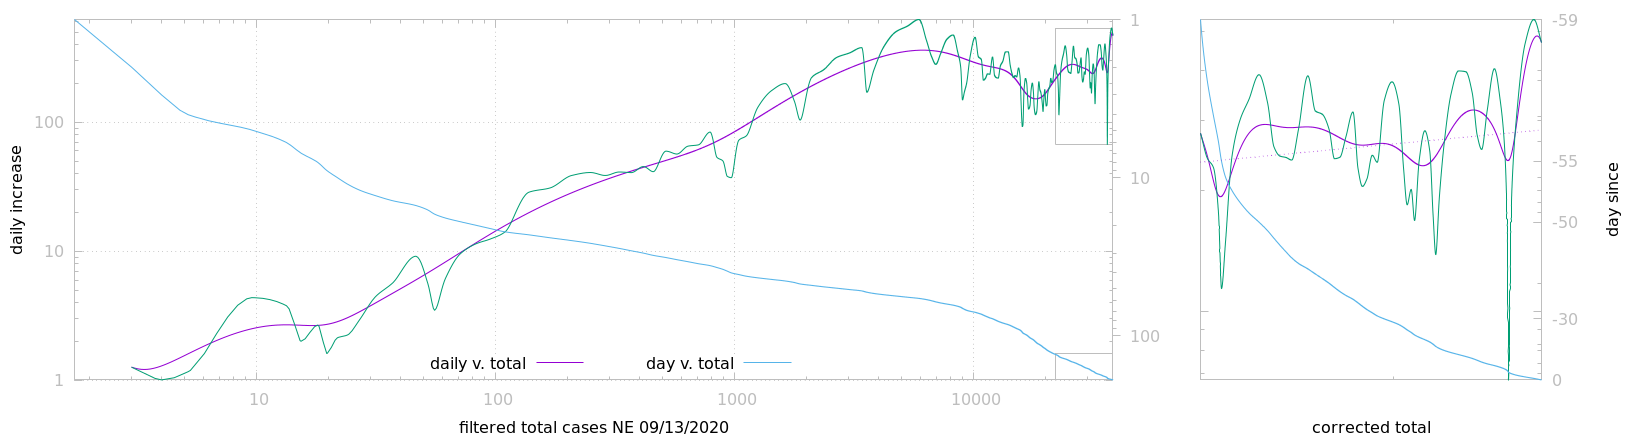 daily increase
100
10
1
10
100
1000
10000
filtered total cases NE 09/13/2020
daily v. total
day v. total
1
10
100
corrected total
-59
-55
-50
-30
0
day since